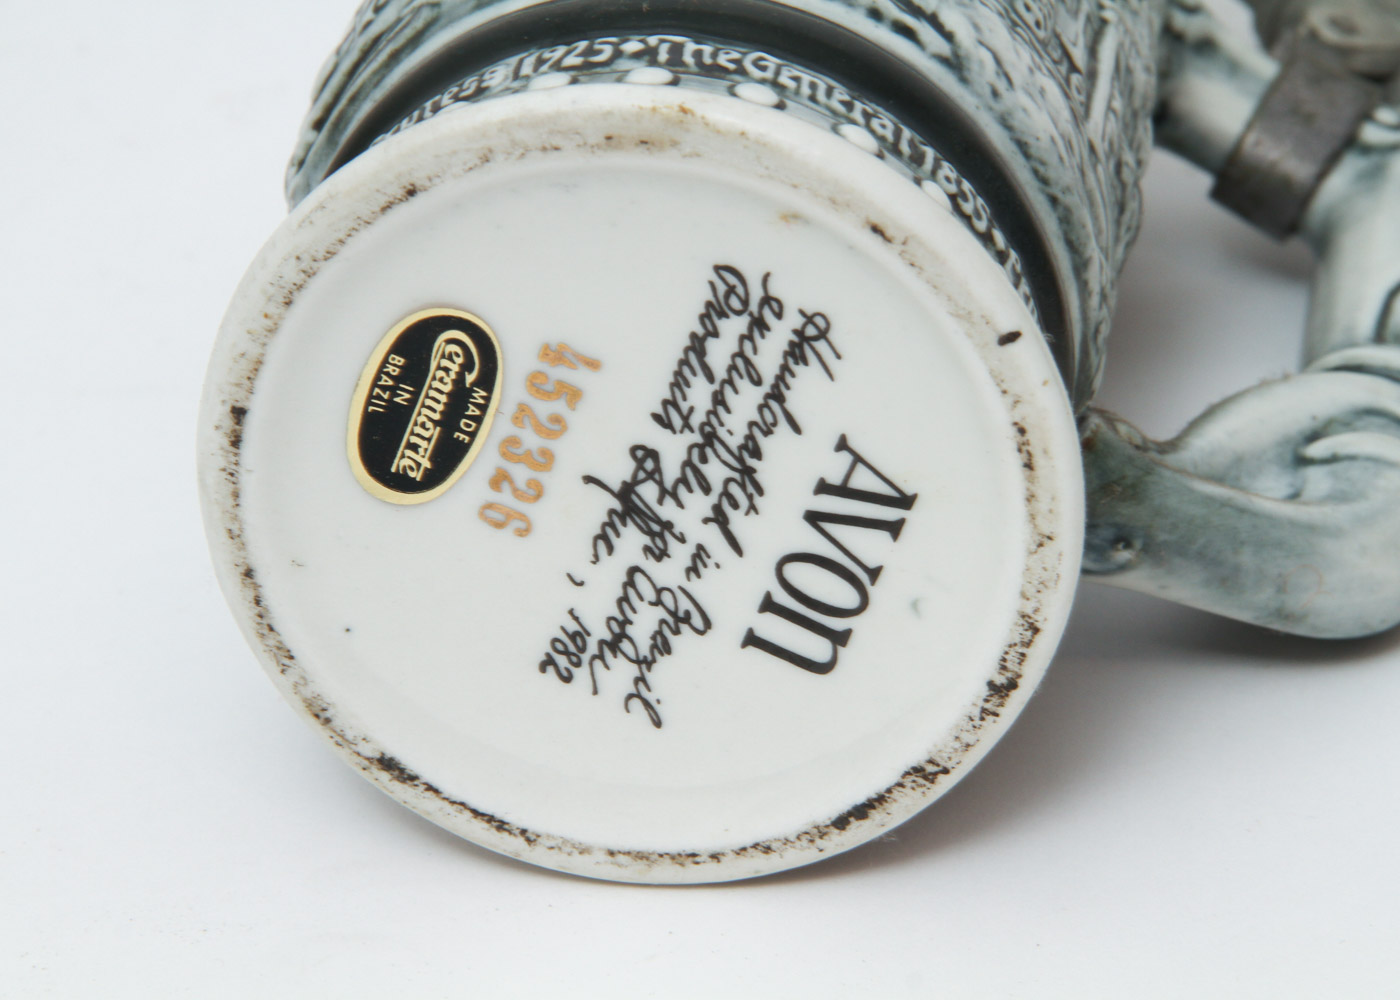 1925•The General 1855•
AVON
Handcrafted in Brazil
exclusively for Avon
Products, Inc., 1982
452326
MADE
Ceramarte
IN
BRAZIL